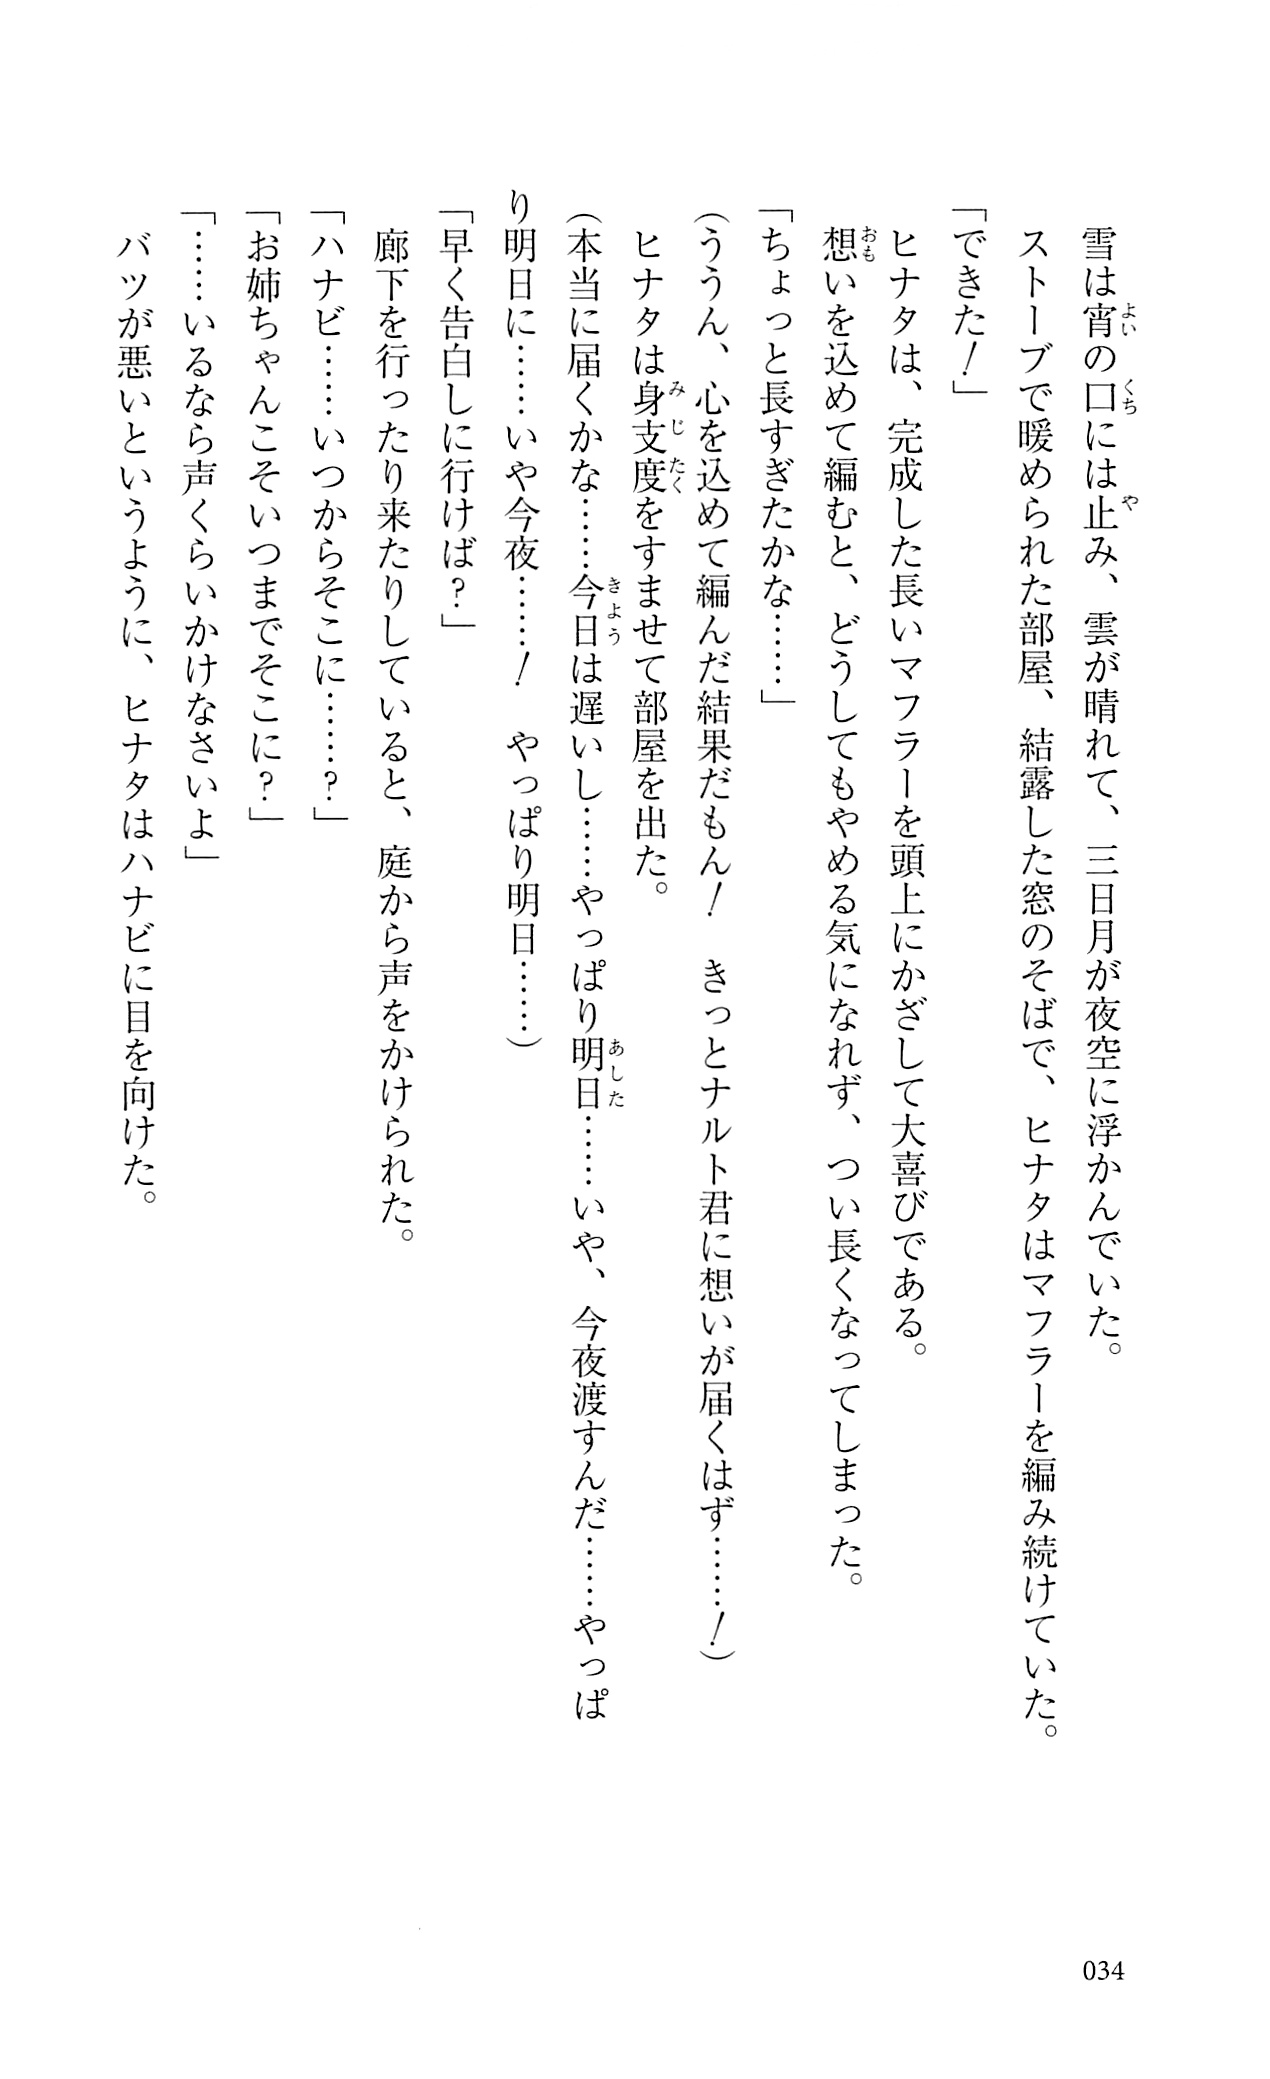 雪は宵の口には止み、雲が晴れて、三日月が夜空に浮かんでいた。
ストーブで暖められた部屋、結露した窓のそばで、ヒナタはマフラーを編み続けていた。
「できた！」
ヒナタは、完成した長いマフラーを頭上にかざして大喜びである。
想いを込めて編むと、どうしてもやめる気になれず、つい長くなってしまった。
「ちょっと長すぎたかな……」
（ううん、心を込めて編んだ結果だもん！　きっとナルト君に想いが届くはず……！）
ヒナタは身支度をすませて部屋を出た。
（本当に届くかな……今日は遅いし……やっぱり明日……いや、今夜渡すんだ……やっぱ
り明日に……いや今夜……！　やっぱり明日……）
「早く告白しに行けば？」
廊下を行ったり来たりしていると、庭から声をかけられた。
「ハナビ……いつからそこに……？」
「お姉ちゃんこそいつまでそこに？」
「……いるなら声くらいかけなさいよ」
バツが悪いというように、ヒナタはハナビに目を向けた。
034